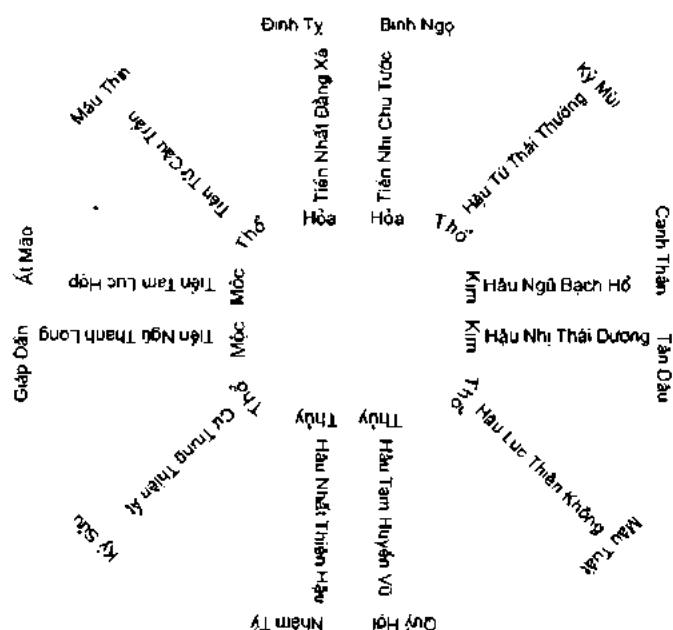 Đinh Tỵ
Bính Ngọ
Mậu Thìn
Kỷ Mùi
Tiền Nhất Đằng Xà
Tiền Nhị Chu Tước
Tiền Tứ Câu Trần
Hậu Tứ Thái Thường
Thổ
Hỏa
Hỏa
Thổ
Ất Mão
Tiền Tam Lục Hợp
Mộc
Kim
Hậu Ngũ Bạch Hổ
Canh Thân
Giáp Dần
Tiền Ngũ Thanh Long
Mộc
Kim
Hậu Nhị Thái Dương
Tân Dậu
Thổ
Thủy
Thủy
Thổ
Cư Trung Thiên Ất
Hậu Nhất Thiên Hậu
Hậu Tam Huyền Vũ
Hậu Lục Thiên Không
Kỷ Sửu
Mậu Tuất
Nhâm Tý
Quý Hợi